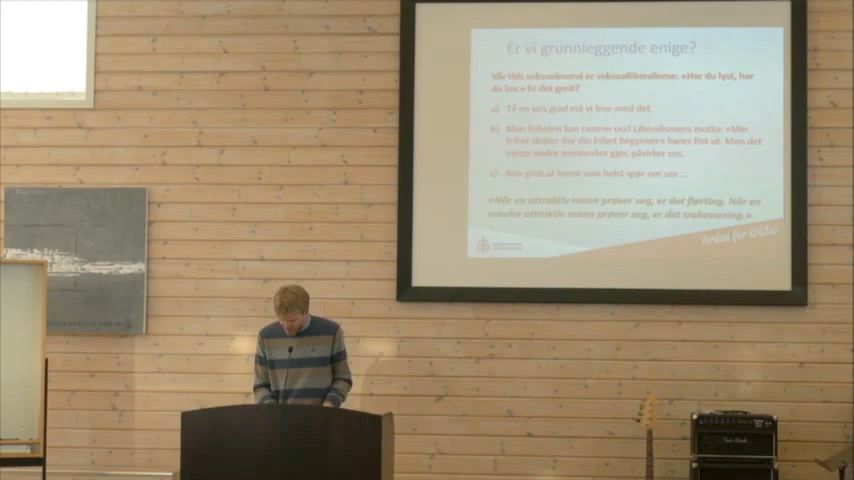 Er vi grunnleggende enige?
Vår tids seksualmoral er seksualliberalisme: «Har du lyst, har
du lov.» Er det greit?
a) Til en viss grad må vi leve med det.
b) Men friheten kan ramme oss! Liberalismens motto: «Min
frihet slutter der din frihet begynner» høres fint ut. Men det
meste andre mennesker gjør, påvirker oss.
c) Ikke greit at hvem som helst spør om sex ...
«Når en attraktiv mann prøver seg, er det flørting. Når en
mindre attraktiv mann prøver seg, er det trakassering.»
Verden for Kristus